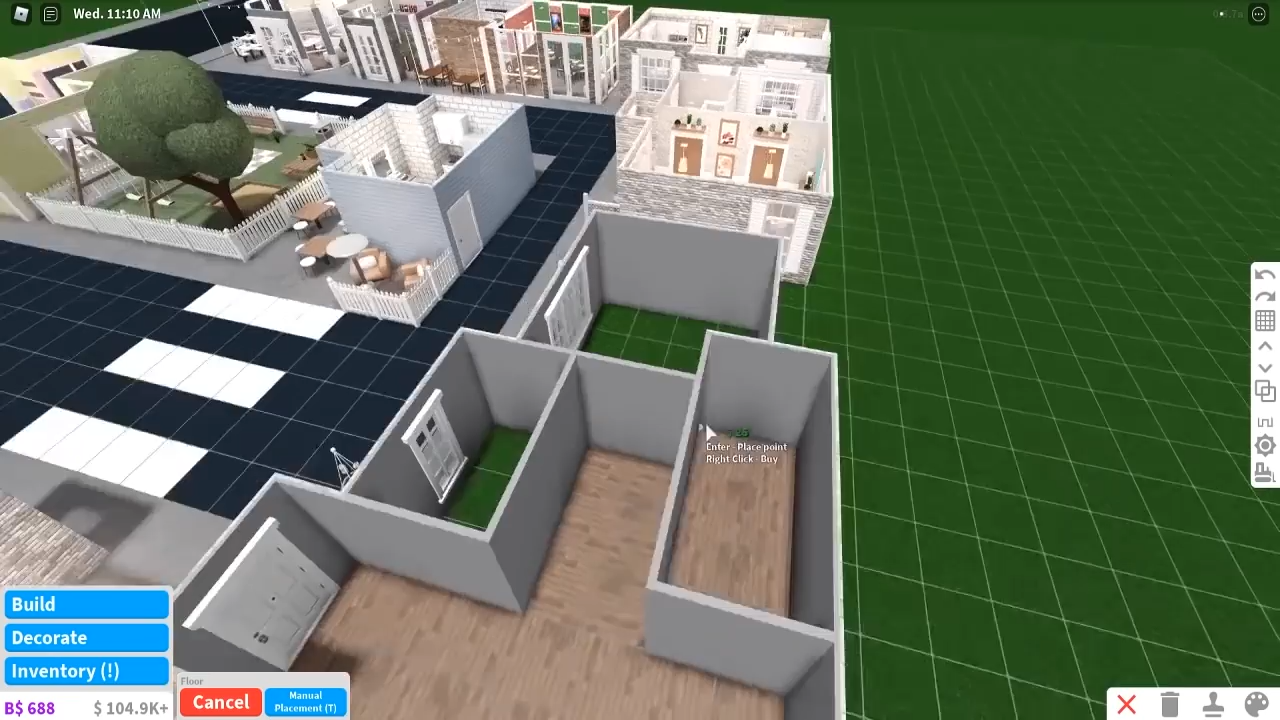 Wed. 11:10 AM
Enter - Place point
Right Click - Buy
Build
Decorate
Inventory (!)
B$ 688
$ 104.9K+
Floor
Cancel
Manual
Placement (T)